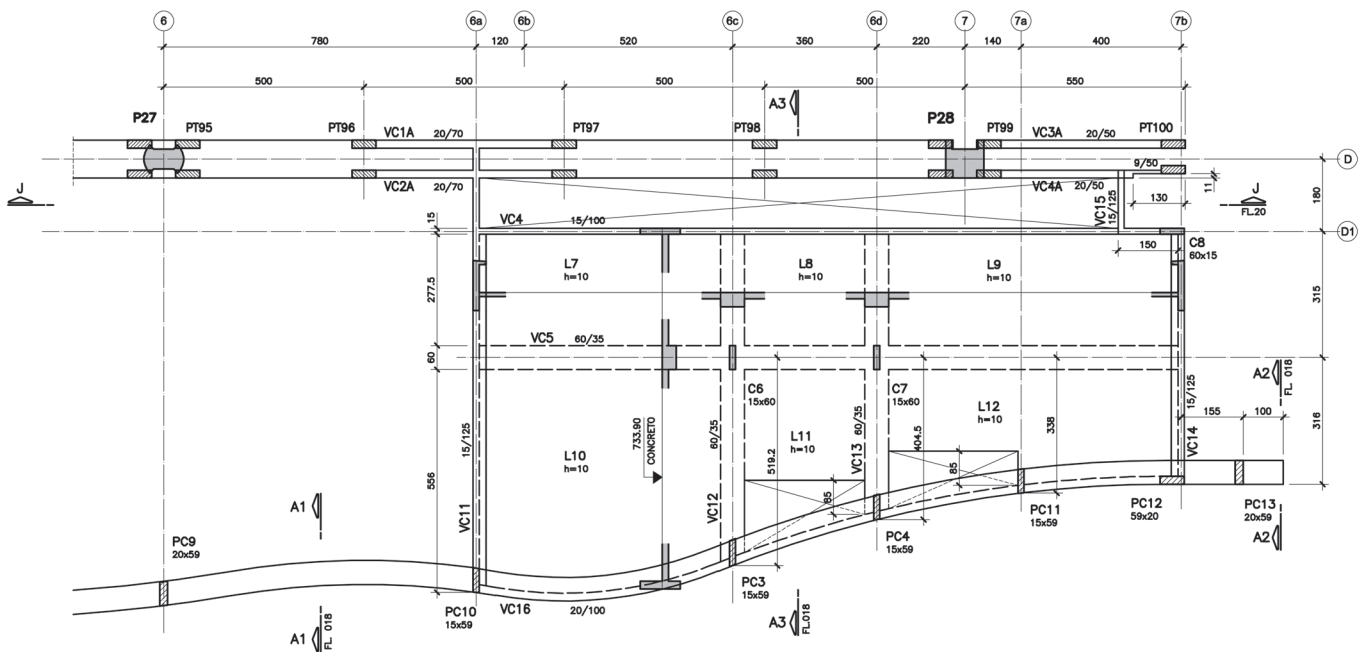 6 6a 6b 6c 6d 7 7a 7b
780 120 520 360 220 140 400
500 500 500 500 550
A3
P27 PT95 PT96 VC1A 20/70 PT97 PT98 P28 PT99 VC3A 20/50 PT100
D
9/50
VC2A 20/70 VC4A 20/50
11
J
J
FL.20
130
180
VC15
15/125
15
VC4 15/100
D1
150
C8
60x15
L7
h=10
L8
h=10
L9
h=10
277.5
315
VC5 60/35
60
A2
FL. 018
C6
15x60
C7
15x60
L12
h=10
15/125
155 100
15/125
733.90
CONCRETO
60/35
519.2
60/35
404.5
338
316
L10
h=10
L11
h=10
VC13
VC14
85
85
556
VC11
VC12
A1
PC11
15x59
PC12
59x20
PC13
20x59
A2
FL. 018
PC9
20x59
PC4
15x59
PC3
15x59
PC10
15x59
VC16 20/100
A1
FL. 018
A3
FL.018